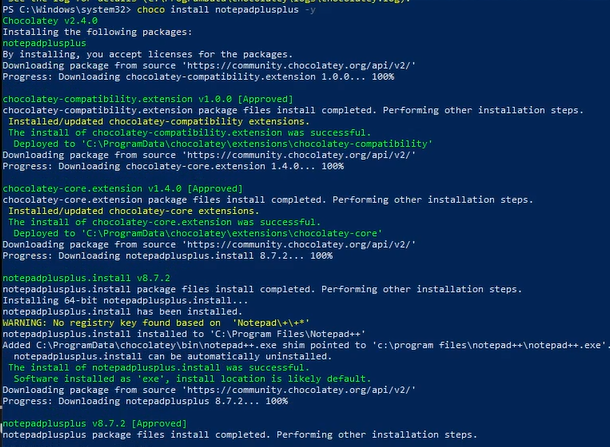 PS C:\Windows\system32> choco install notepadplusplus -y
Chocolatey v2.4.0
Installing the following packages:
notepadplusplus
By installing, you accept licenses for the packages.
Downloading package from source 'https://community.chocolatey.org/api/v2/'
Progress: Downloading chocolatey-compatibility.extension 1.0.0... 100%
chocolatey-compatibility.extension v1.0.0 [Approved]
chocolatey-compatibility.extension package files install completed. Performing other installation steps.
Installed/updated chocolatey-compatibility extensions.
The install of chocolatey-compatibility.extension was successful.
Deployed to 'C:\ProgramData\chocolatey\extensions\chocolatey-compatibility'
Downloading package from source 'https://community.chocolatey.org/api/v2/'
Progress: Downloading chocolatey-core.extension 1.4.0... 100%
chocolatey-core.extension v1.4.0 [Approved]
chocolatey-core.extension package files install completed. Performing other installation steps.
Installed/updated chocolatey-core extensions.
The install of chocolatey-core.extension was successful.
Deployed to 'C:\ProgramData\chocolatey\extensions\chocolatey-core'
Downloading package from source 'https://community.chocolatey.org/api/v2/'
Progress: Downloading notepadplusplus.install 8.7.2... 100%
notepadplusplus.install v8.7.2
notepadplusplus.install package files install completed. Performing other installation steps.
Installing 64-bit notepadplusplus.install...
notepadplusplus.install has been installed.
WARNING: No registry key found based on  'Notepad\+\+*'
notepadplusplus.install installed to 'C:\Program Files\Notepad++'
Added C:\ProgramData\chocolatey\bin\notepad++.exe shim pointed to 'c:\program files\notepad++\notepad++.exe'.
notepadplusplus.install can be automatically uninstalled.
The install of notepadplusplus.install was successful.
Software installed as 'exe', install location is likely default.
Downloading package from source 'https://community.chocolatey.org/api/v2/'
Progress: Downloading notepadplusplus 8.7.2... 100%
notepadplusplus v8.7.2 [Approved]
notepadplusplus package files install completed. Performing other installation steps.